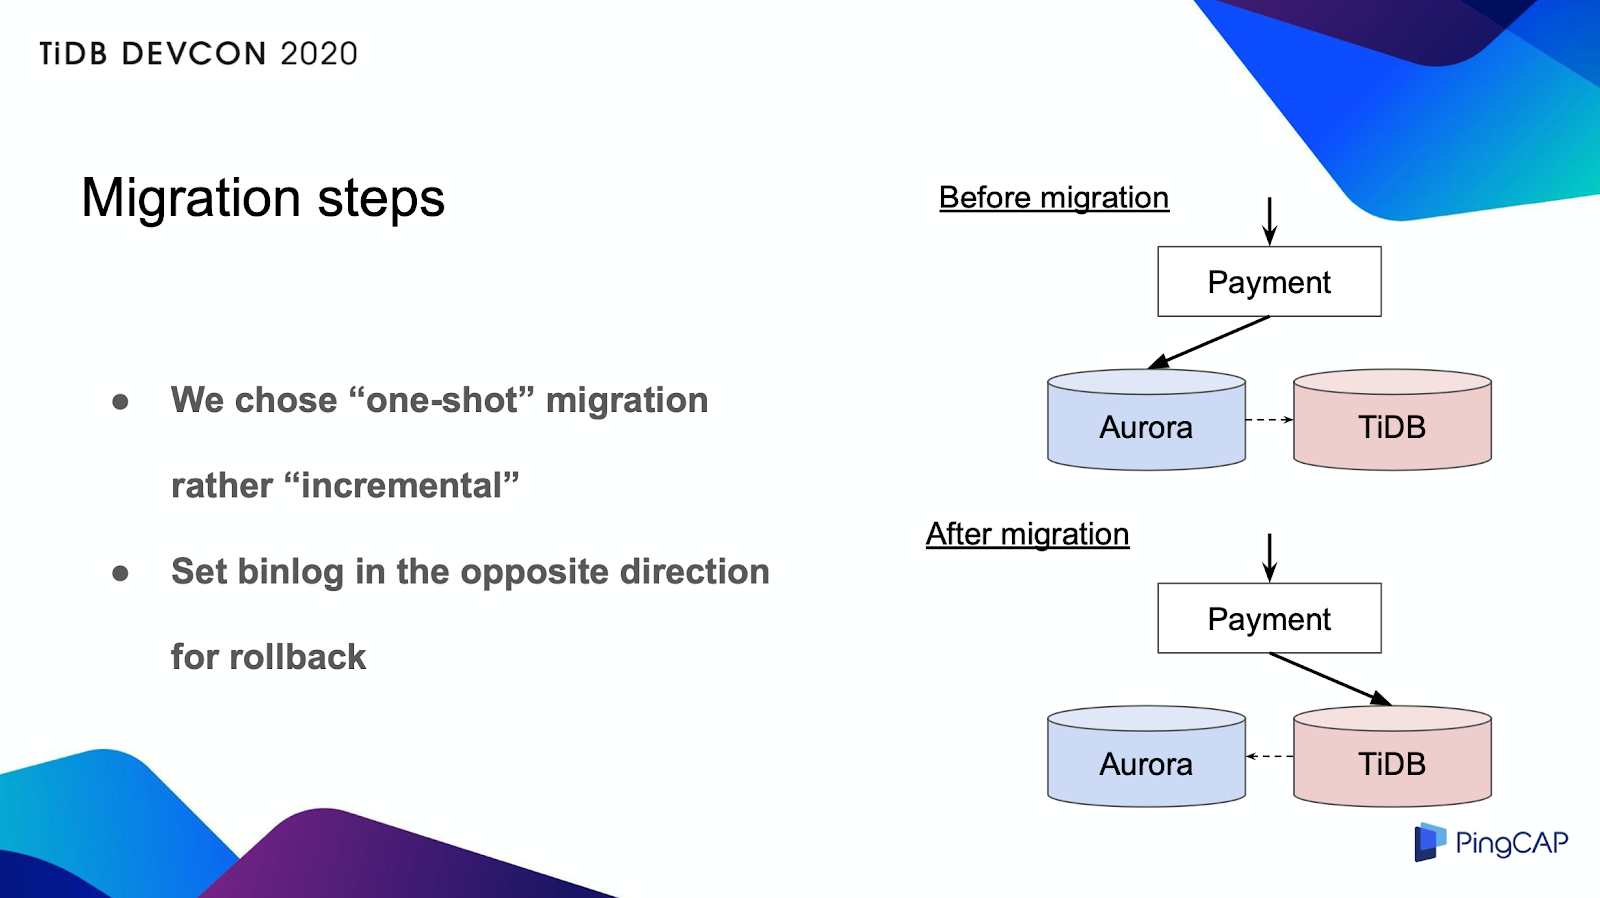 TiDB DEVCON 2020
Migration steps
● We chose “one-shot” migration
rather “incremental”
● Set binlog in the opposite direction
for rollback
Before migration
Payment
Aurora
TiDB
After migration
Payment
Aurora
TiDB
PingCAP